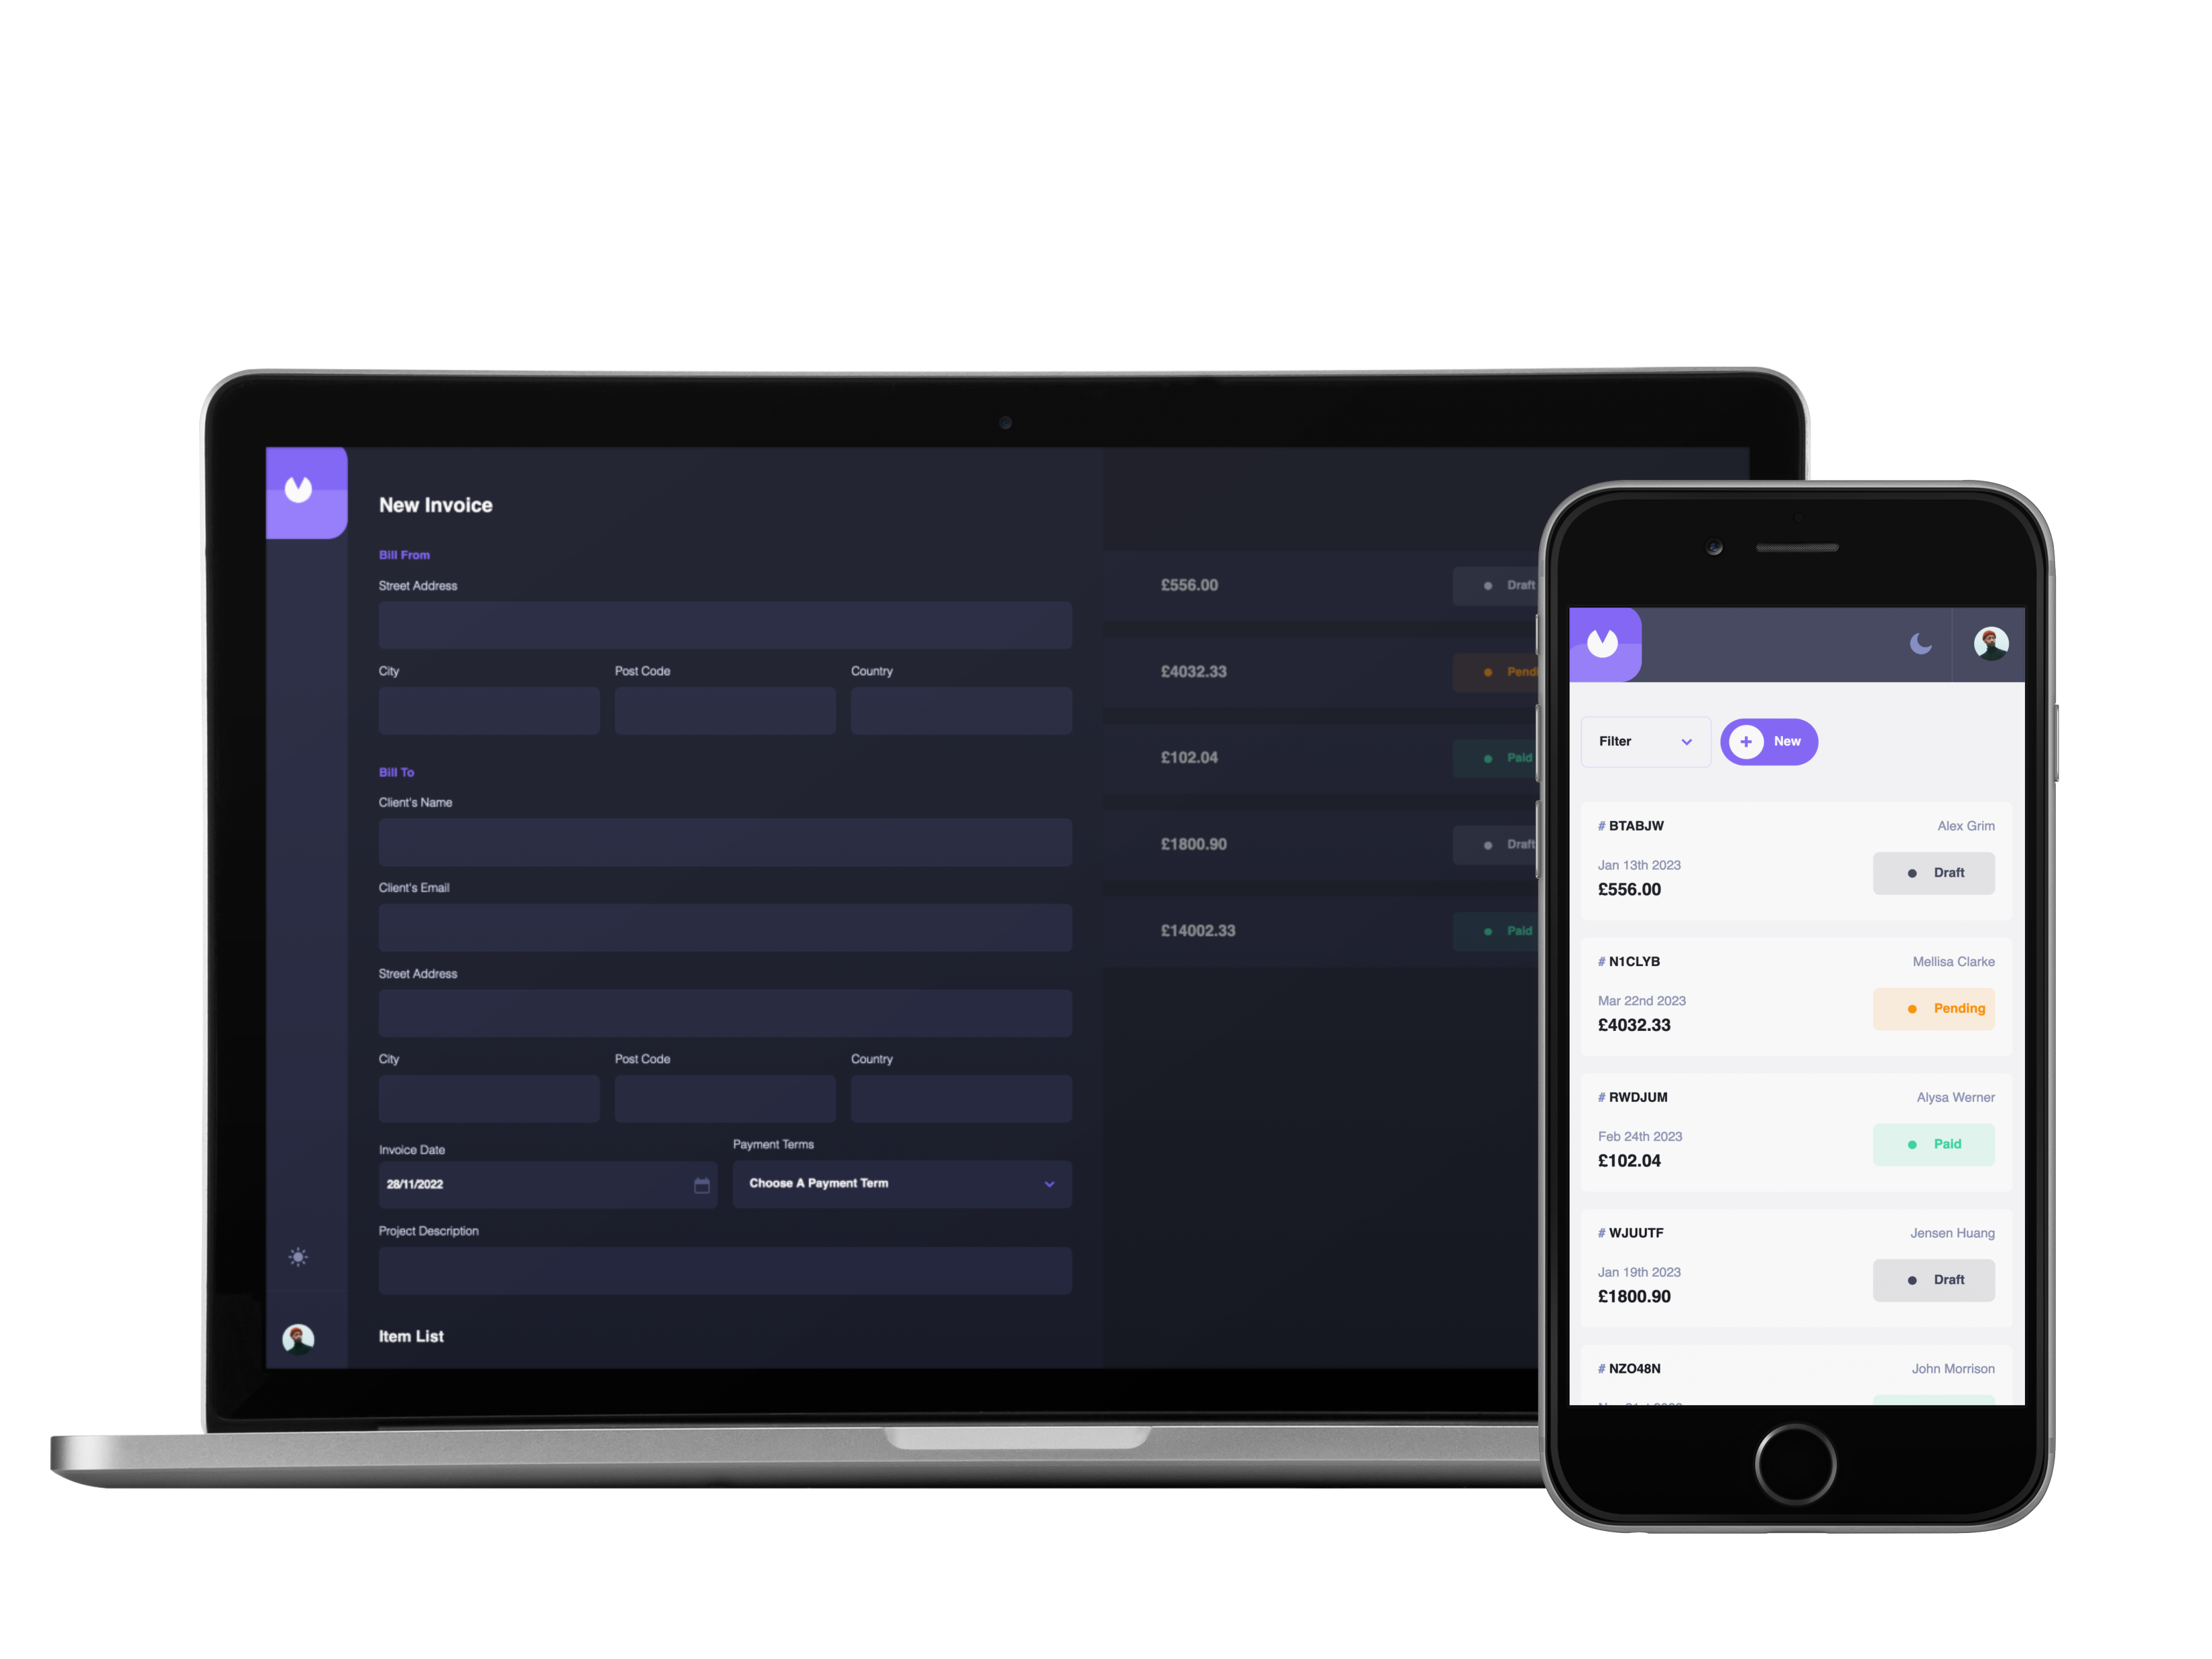 New Invoice
Bill From
Street Address
City Post Code Country
Bill To
Client's Name
Client's Email
Street Address
City Post Code Country
Invoice Date Payment Terms
28/11/2022 Choose A Payment Term
Project Description
Item List
£556.00 Draft
£4032.33
£102.04 Paid
£1800.90 Draft
£14002.33 Paid
Filter New
# BTABJW Alex Grim
Jan 13th 2023
£556.00 Draft
# N1CLYB Mellisa Clarke
Mar 22nd 2023
£4032.33 Pending
# RWDJUM Alysa Werner
Feb 24th 2023
£102.04 Paid
# WJUUTF Jensen Huang
Jan 19th 2023
£1800.90 Draft
# NZO48N John Morrison